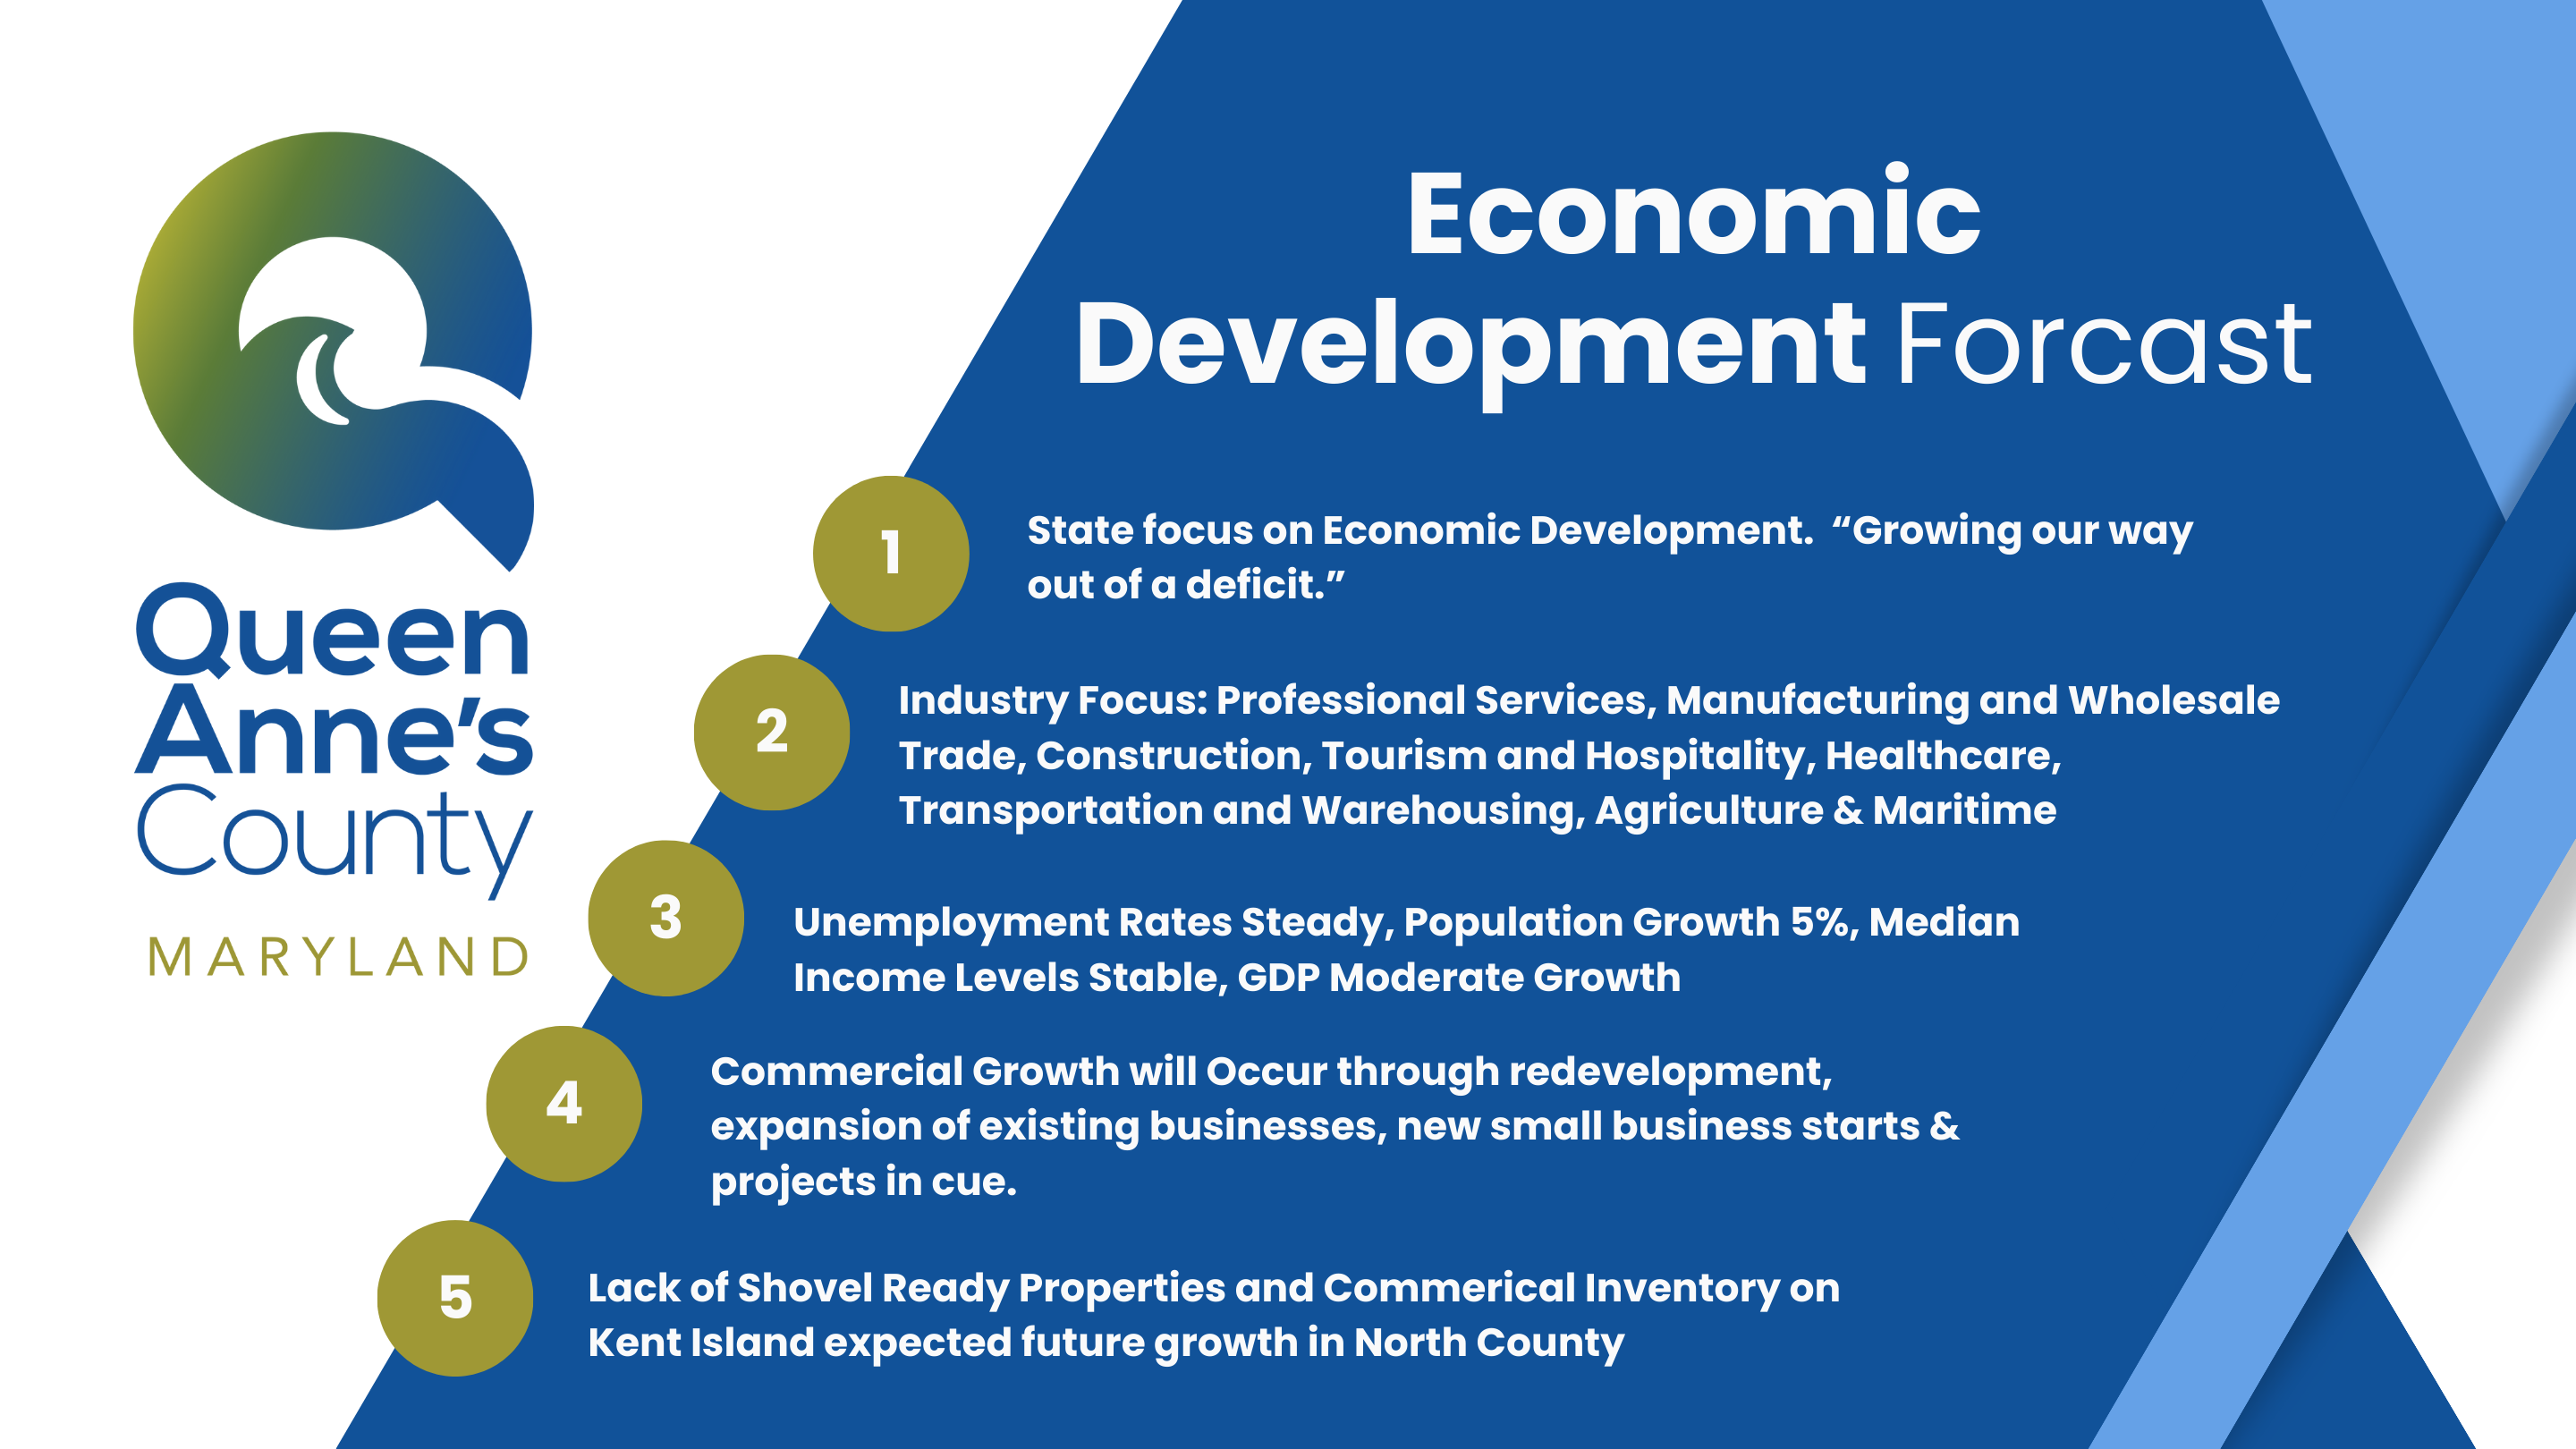 Queen
Anne's
County
MARYLAND
Economic
Development Forcast
1
State focus on Economic Development.  “Growing our way
out of a deficit.”
2
Industry Focus: Professional Services, Manufacturing and Wholesale
Trade, Construction, Tourism and Hospitality, Healthcare,
Transportation and Warehousing, Agriculture & Maritime
3
Unemployment Rates Steady, Population Growth 5%, Median
Income Levels Stable, GDP Moderate Growth
4
Commercial Growth will Occur through redevelopment,
expansion of existing businesses, new small business starts &
projects in cue.
5
Lack of Shovel Ready Properties and Commerical Inventory on
Kent Island expected future growth in North County